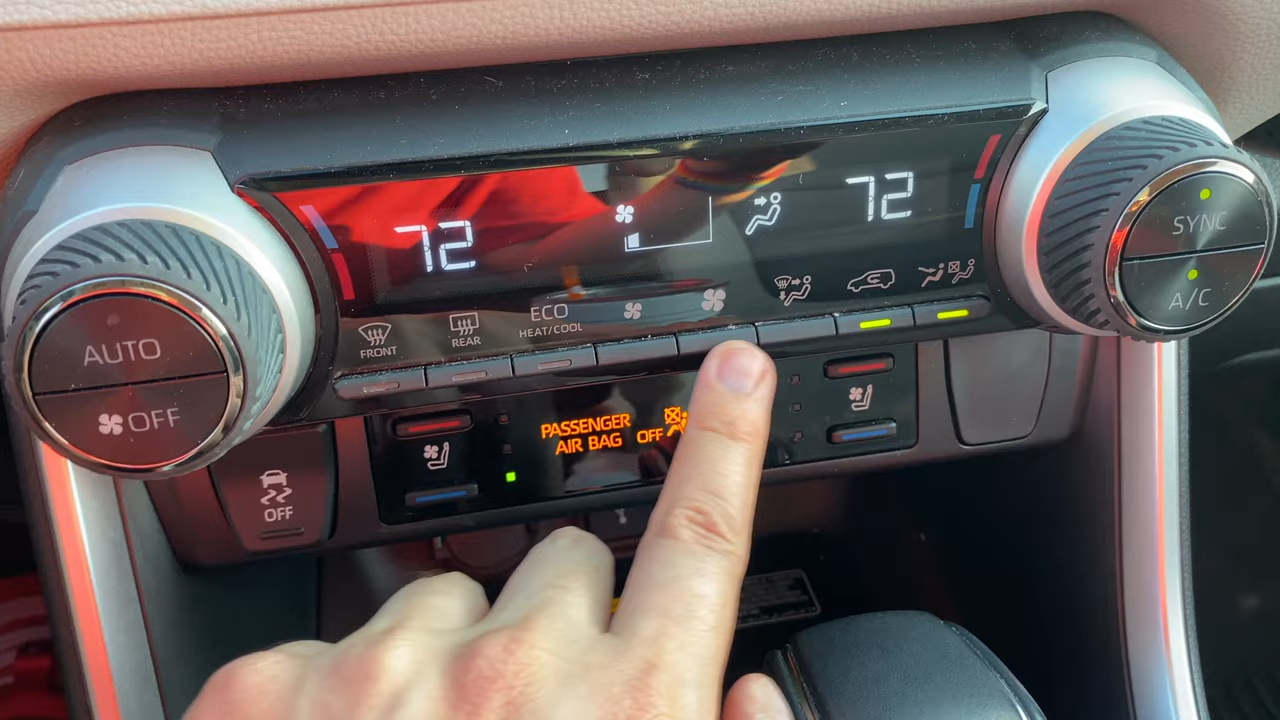 72
72
SYNC
A/C
FRONT
REAR
ECO
HEAT/COOL
AUTO
OFF
PASSENGER
AIR BAG
OFF
OFF